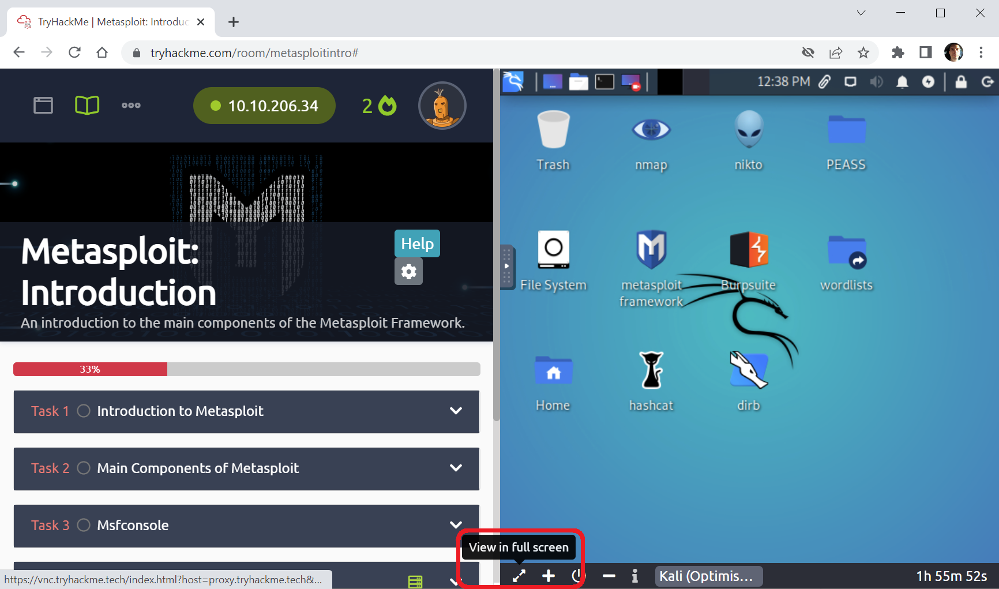 TryHackMe | Metasploit: Introduc
tryhackme.com/room/metasploitintro#
10.10.206.34
2
Metasploit:
Introduction
Help
An introduction to the main components of the Metasploit Framework.
33%
Task 1 Introduction to Metasploit
Task 2 Main Components of Metasploit
Task 3 Msfconsole
https://vnc.tryhackme.tech/index.html?host=proxy.tryhackme.tech&...
12:38 PM
Trash
nmap
nikto
PEASS
File System
metasploit
framework
Burpsuite
wordlists
Home
hashcat
dirb
View in full screen
Kali (Optimis...
1h 55m 52s